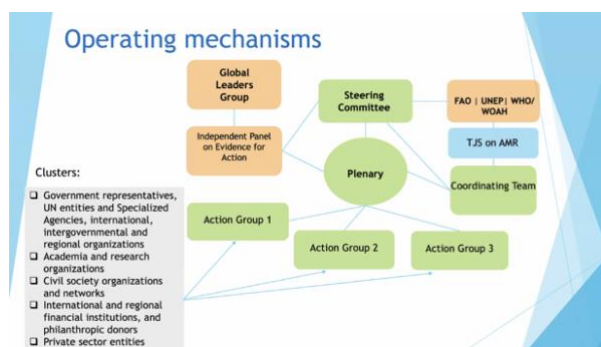 Operating mechanisms
Global
Leaders
Group
Steering
Committee
FAO | UNEP| WHO/
WOAH
Independent Panel
on Evidence for
Action
TJS on AMR
Plenary
Coordinating Team
Clusters:
❑ Government representatives,
UN entities and Specialized
Agencies, international,
intergovernmental and
regional organizations
❑ Academia and research
organizations
❑ Civil society organizations
and networks
❑ International and regional
financial institutions, and
philanthropic donors
❑ Private sector entities
Action Group 1
Action Group 2
Action Group 3